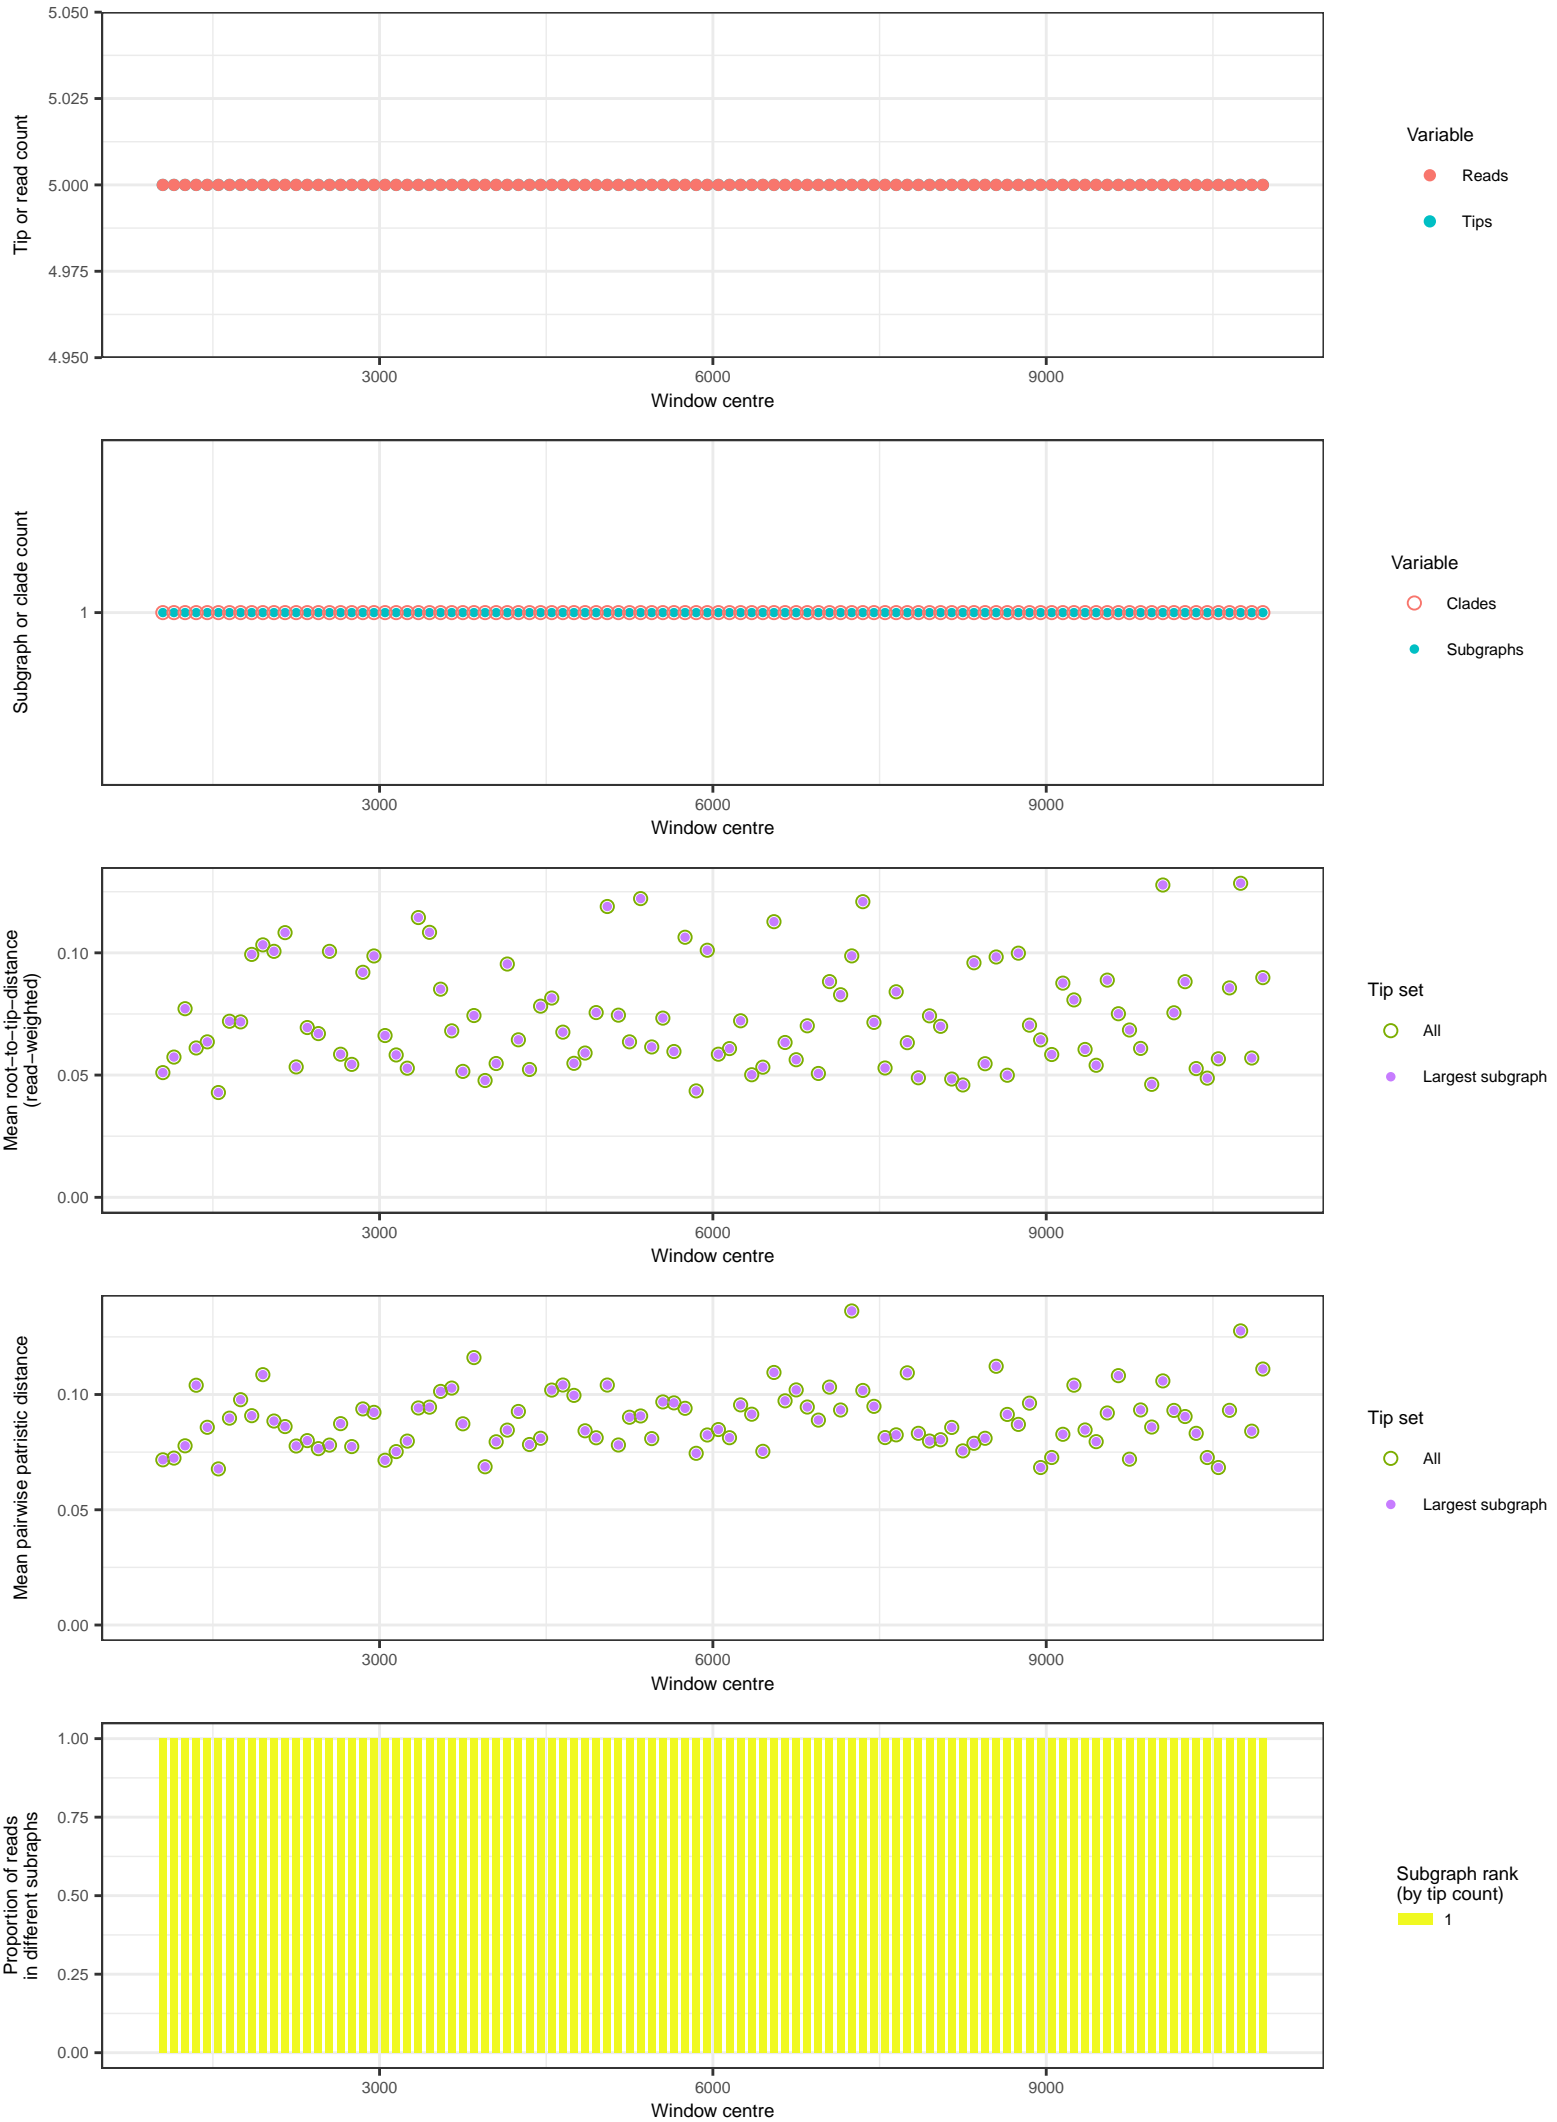 5.050
5.025
5.000
4.975
4.950
Tip or read count
3000 6000 9000
Window centre
Variable
Reads
Tips
1
Subgraph or clade count
3000 6000 9000
Window centre
Variable
Clades
Subgraphs
0.10
0.05
0.00
Mean root−to−tip−distance
(read−weighted)
3000 6000 9000
Window centre
Tip set
All
Largest subgraph
0.10
0.05
0.00
Mean pairwise patristic distance
3000 6000 9000
Window centre
Tip set
All
Largest subgraph
1.00
0.75
0.50
0.25
0.00
Proportion of reads
in different subraphs
3000 6000 9000
Window centre
Subgraph rank
(by tip count)
1